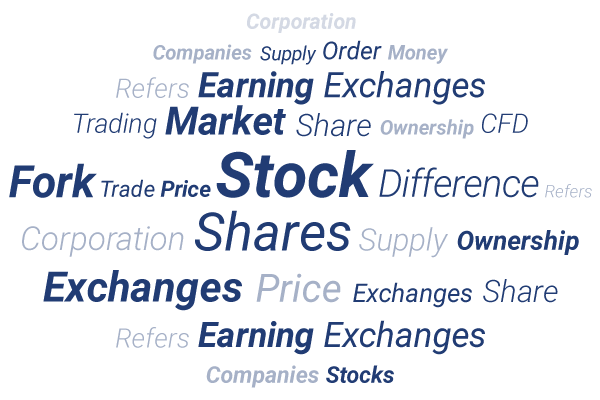 Corporation
Companies Supply Order Money
Refers Earning Exchanges
Trading Market Share Ownership CFD
Fork Trade Price Stock Difference Refers
Corporation Shares Supply Ownership
Exchanges Price Exchanges Share
Refers Earning Exchanges
Companies Stocks